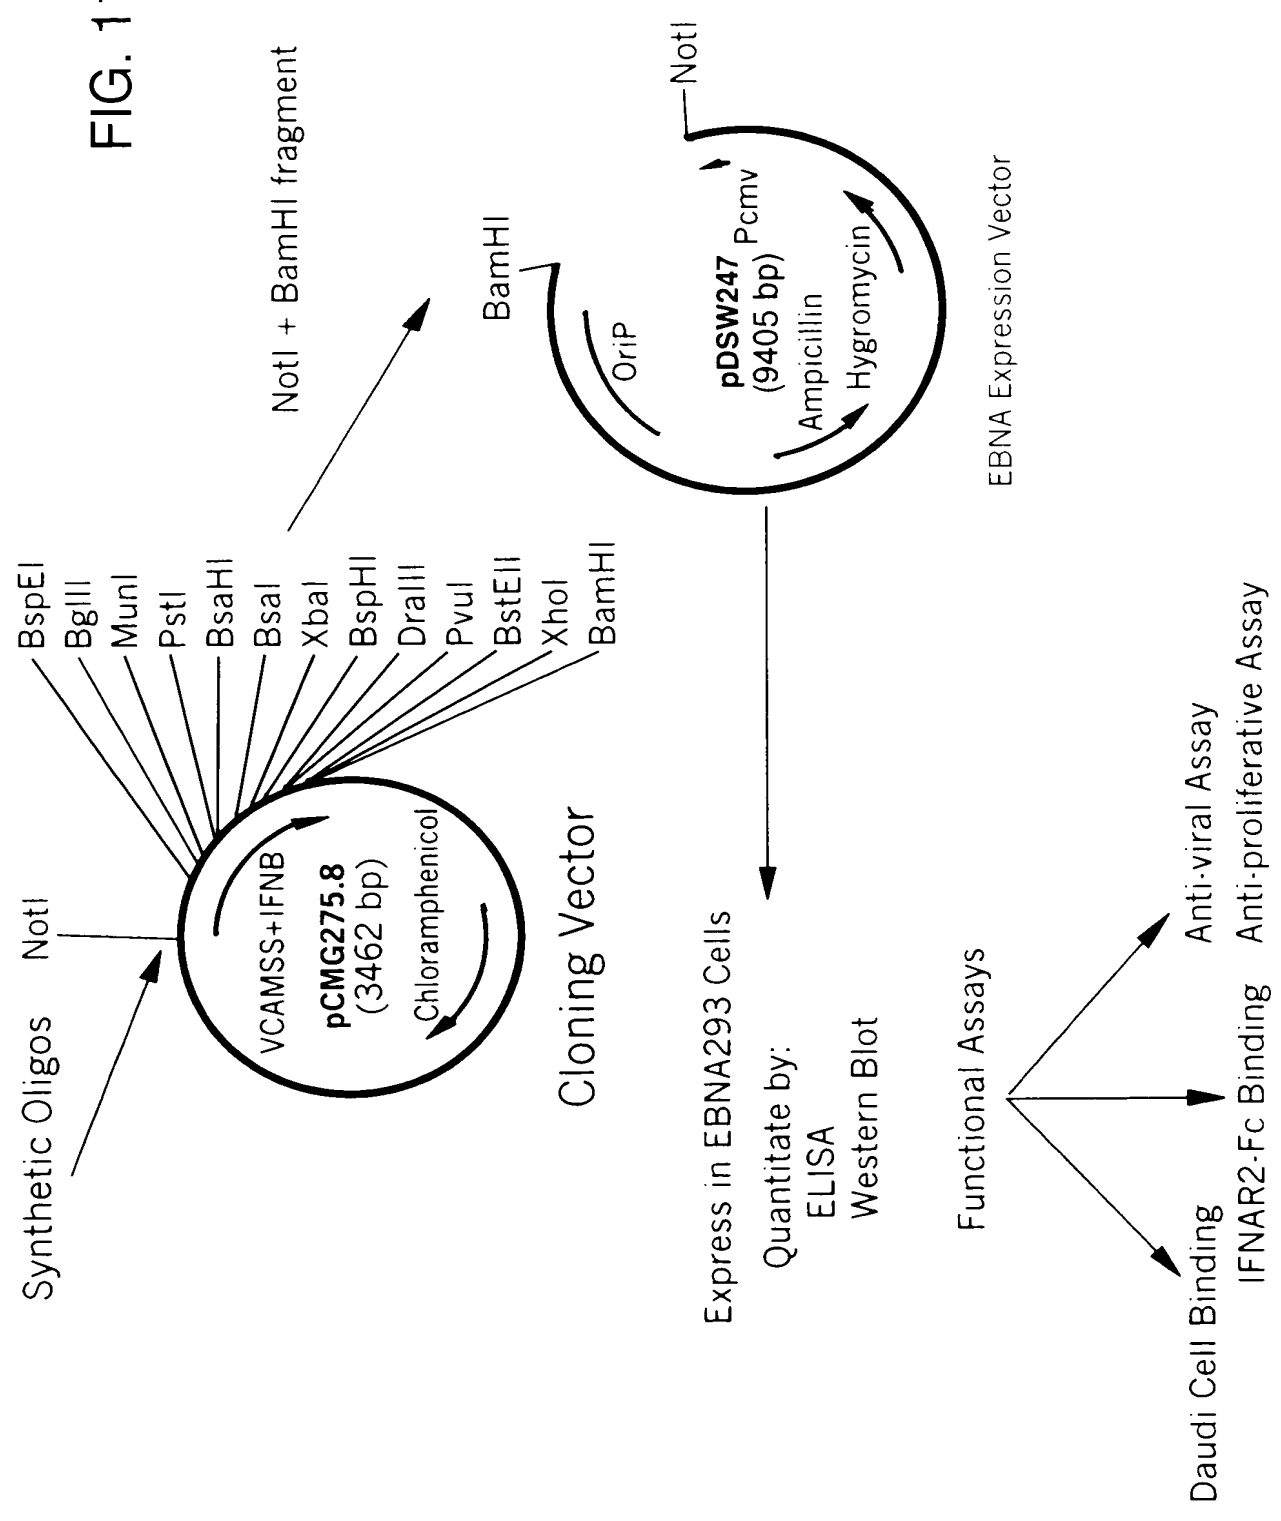 FIG. 1
Synthetic Oligos
NotI
BspEI
BglII
MunI
PstI
BsaHI
BsaI
XbaI
BspHI
DraIII
PvuI
BstEII
XhoI
BamHI
VCAMSS+IFNB
pCMG275.8
(3462 bp)
Chloramphenicol
Cloning Vector
NotI + BamHI fragment
BamHI
NotI
OriP
pDSW247
(9405 bp)
Pcmv
Ampicillin
Hygromycin
EBNA Expression Vector
Express in EBNA293 Cells
Quantitate by:
ELISA
Western Blot
Functional Assays
Daudi Cell Binding
IFNAR2-Fc Binding
Anti-viral Assay
Anti-proliferative Assay